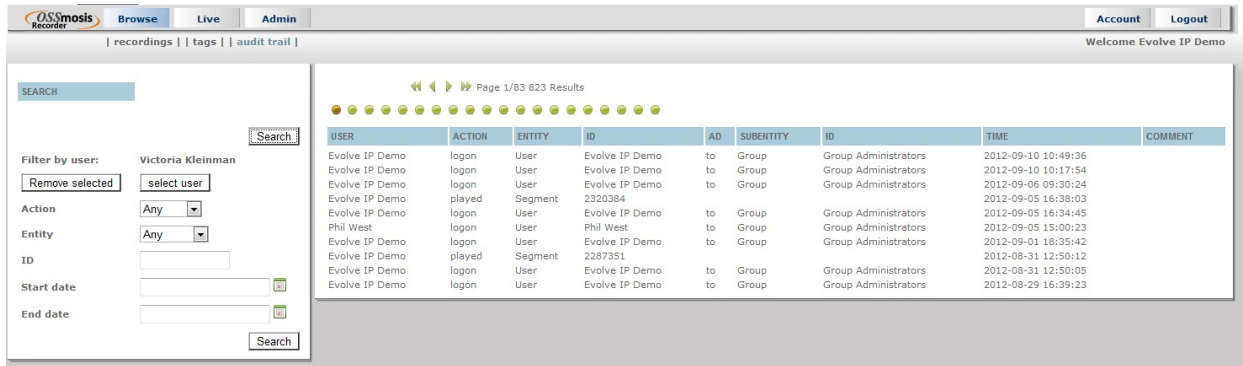 OSSmosis Recorder Browse Live Admin Account Logout
| recordings | | tags | | audit trail | Welcome Evolve IP Demo
SEARCH
Search
Filter by user: Victoria Kleinman
Remove selected select user
Action Any
Entity Any
ID
Start date
End date
Search
Page 1/83 823 Results
USER ACTION ENTITY ID AD SUBENTITY ID TIME COMMENT
Evolve IP Demo logon User Evolve IP Demo to Group Group Administrators 2012-09-10 10:49:36
Evolve IP Demo logon User Evolve IP Demo to Group Group Administrators 2012-09-10 10:17:54
Evolve IP Demo logon User Evolve IP Demo to Group Group Administrators 2012-09-06 09:30:24
Evolve IP Demo played Segment 2320384 2012-09-05 16:38:03
Evolve IP Demo logon User Evolve IP Demo to Group Group Administrators 2012-09-05 16:34:45
Phil West logon User Phil West to Group Group Administrators 2012-09-05 15:00:23
Evolve IP Demo logon User Evolve IP Demo to Group Group Administrators 2012-09-01 18:35:42
Evolve IP Demo played Segment 2287351 2012-08-31 12:50:12
Evolve IP Demo logon User Evolve IP Demo to Group Group Administrators 2012-08-31 12:50:05
Evolve IP Demo logon User Evolve IP Demo to Group Group Administrators 2012-08-29 16:39:23